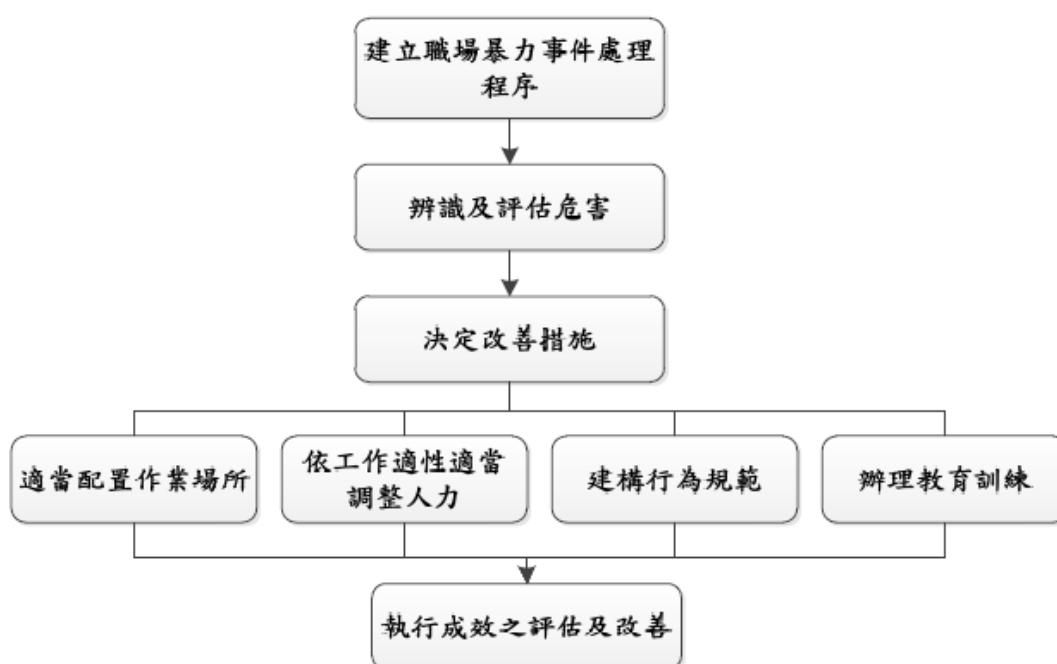 建立職場暴力事件處理
程序
辨識及評估危害
決定改善措施
適當配置作業場所
依工作適性適當
調整人力
建構行為規範
辦理教育訓練
執行成效之評估及改善